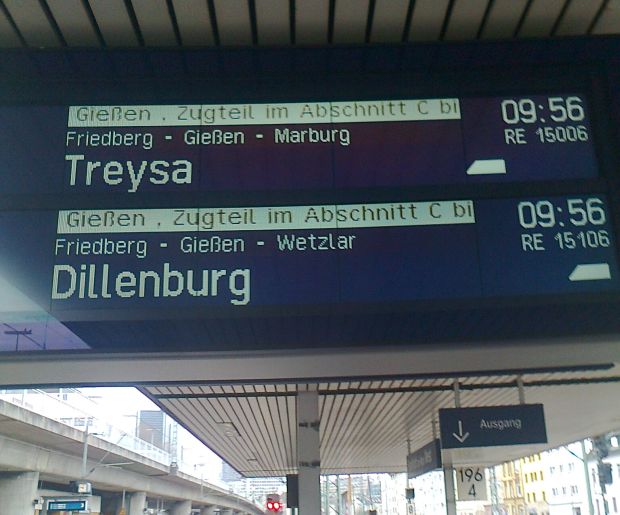 Gießen , Zugteil im Abschnitt C bi
09:56
Friedberg - Gießen - Marburg
RE 15006
Treysa
Gießen , Zugteil im Abschnitt C bi
09:56
Friedberg - Gießen - Wetzlar
RE 15106
Dillenburg
Ausgang
196
4